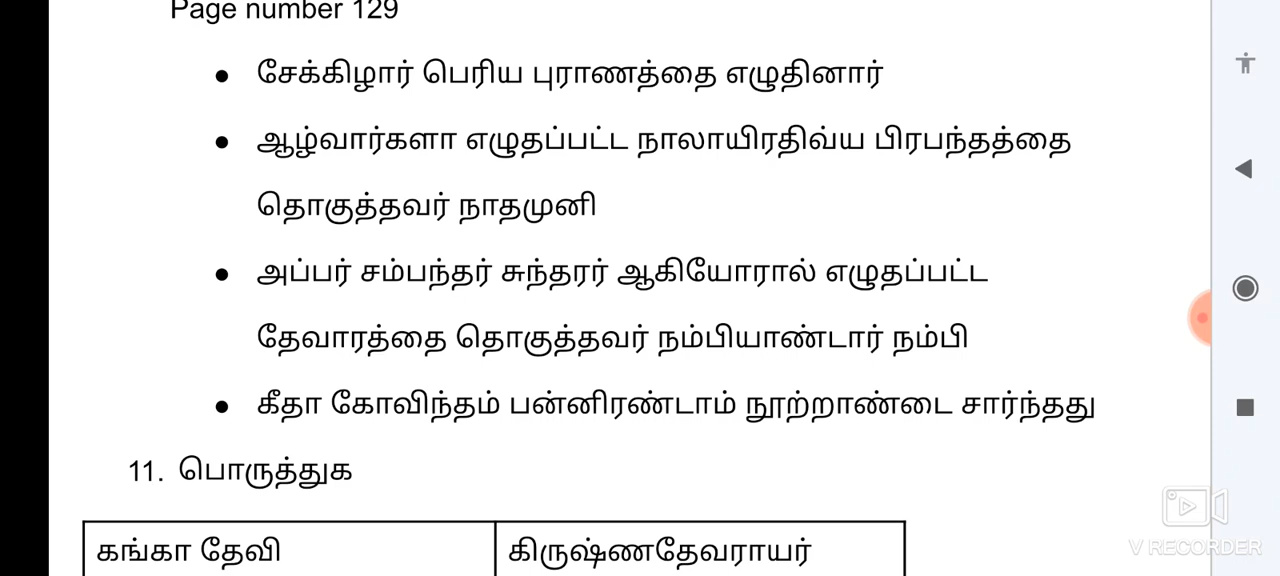 Page number 129
● சேக்கிழார் பெரிய புராணத்தை எழுதினார்
● ஆழ்வார்களா எழுதப்பட்ட நாலாயிரதிவ்ய பிரபந்தத்தை
தொகுத்தவர் நாதமுனி
● அப்பர் சம்பந்தர் சுந்தரர் ஆகியோரால் எழுதப்பட்ட
தேவாரத்தை தொகுத்தவர் நம்பியாண்டார் நம்பி
● கீதா கோவிந்தம் பன்னிரண்டாம் நூற்றாண்டை சார்ந்தது
11. பொருத்துக
கங்கா தேவி கிருஷ்ணதேவராயர்
V RECORDER